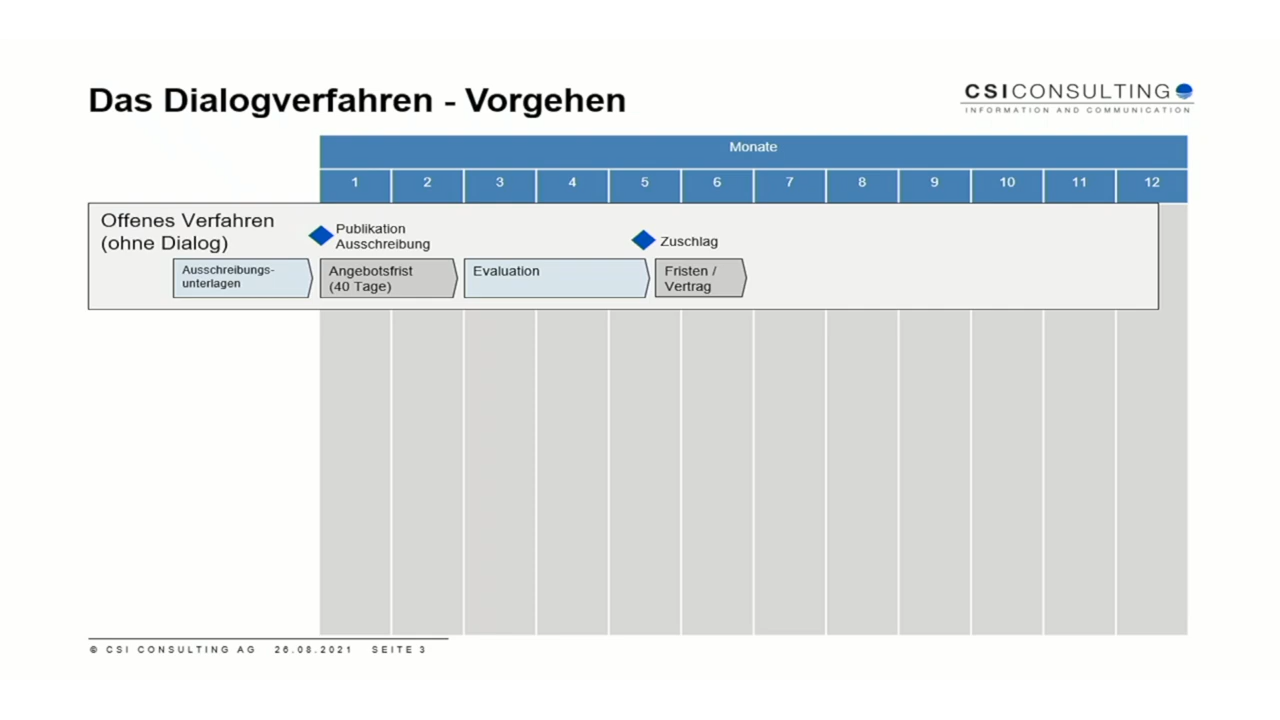 Das Dialogverfahren - Vorgehen
CSICONSULTING
INFORMATION AND COMMUNICATION
Monate
1 2 3 4 5 6 7 8 9 10 11 12
Offenes Verfahren
(ohne Dialog)
Publikation
Ausschreibung
Zuschlag
Ausschreibungs-
unterlagen
Angebotsfrist
(40 Tage)
Evaluation
Fristen /
Vertrag
© CSI CONSULTING AG 26.08.2021 SEITE 3